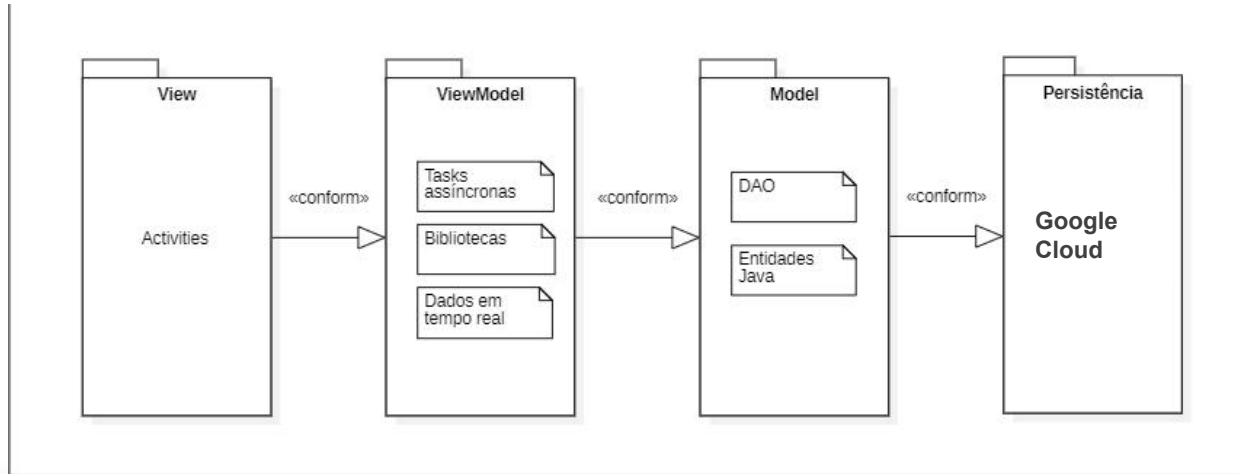 View
Activities
«conform»
ViewModel
Tasks
assíncronas
Bibliotecas
Dados em
tempo real
«conform»
Model
DAO
Entidades
Java
«conform»
Persistência
Google
Cloud